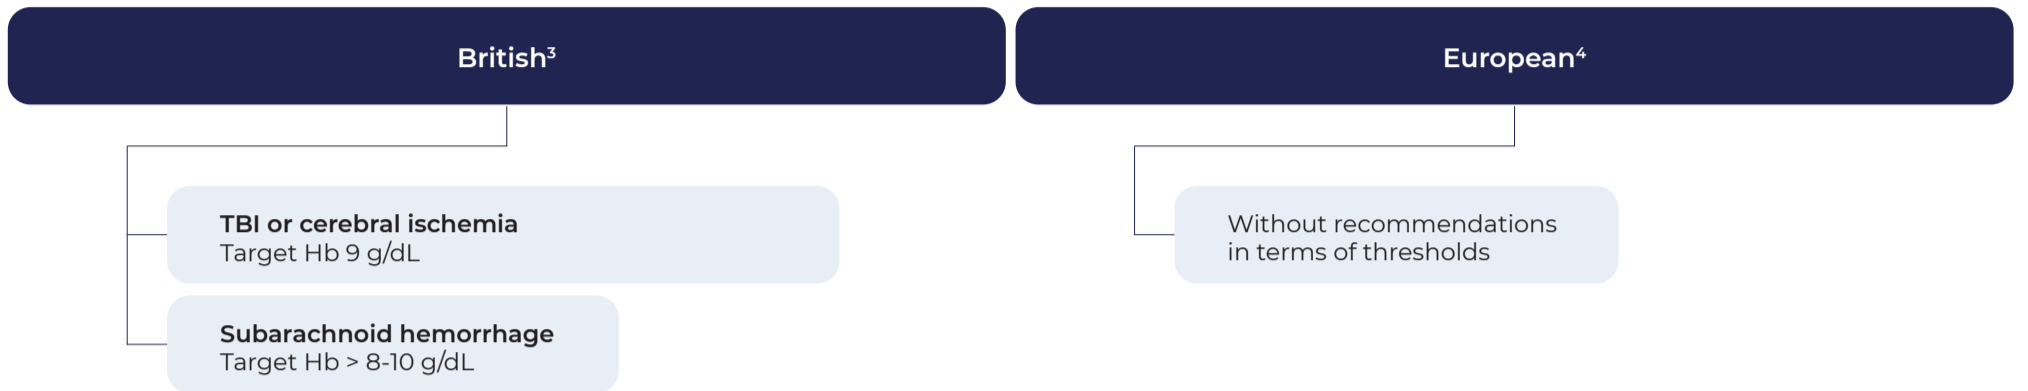 British³
TBI or cerebral ischemia
Target Hb 9 g/dL
Subarachnoid hemorrhage
Target Hb > 8-10 g/dL
European⁴
Without recommendations
in terms of thresholds